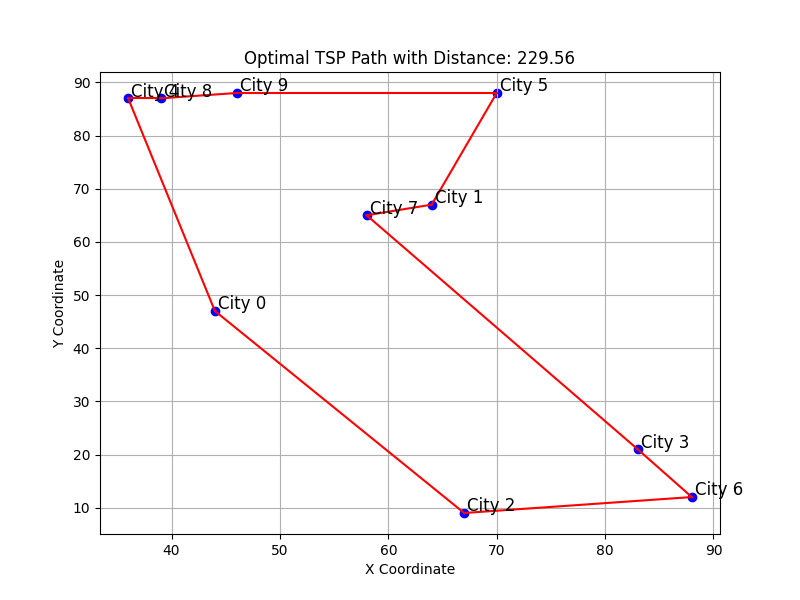 Optimal TSP Path with Distance: 229.56
90
80
70
60
50
40
30
20
10
Y Coordinate
City 4
City 8
City 9
City 5
City 1
City 7
City 0
City 3
City 6
City 2
40
50
60
70
80
90
X Coordinate